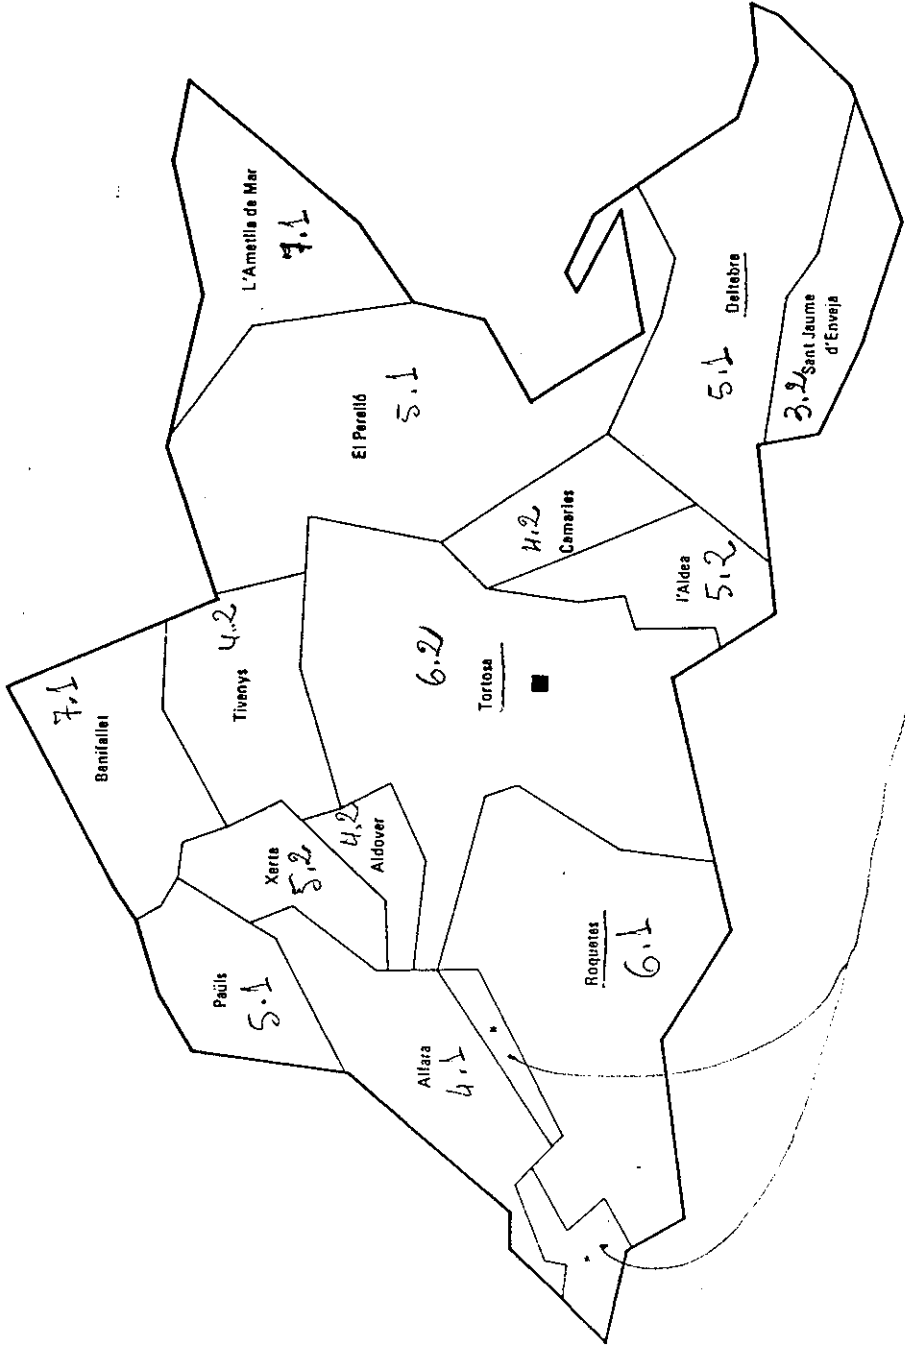 L'Ametlla de Mar
7.1
El Perelló
5.1
Benifallet
7.1
Tivenys
4.2
Xerta
5.2
Aldover
4.2
Paüls
5.1
Alfara
4.1
Tortosa
6.2
Roquetes
6.1
Camarles
4.2
l'Aldea
5.2
Deltebre
5.1
Sant Jaume
d'Enveja
3.2